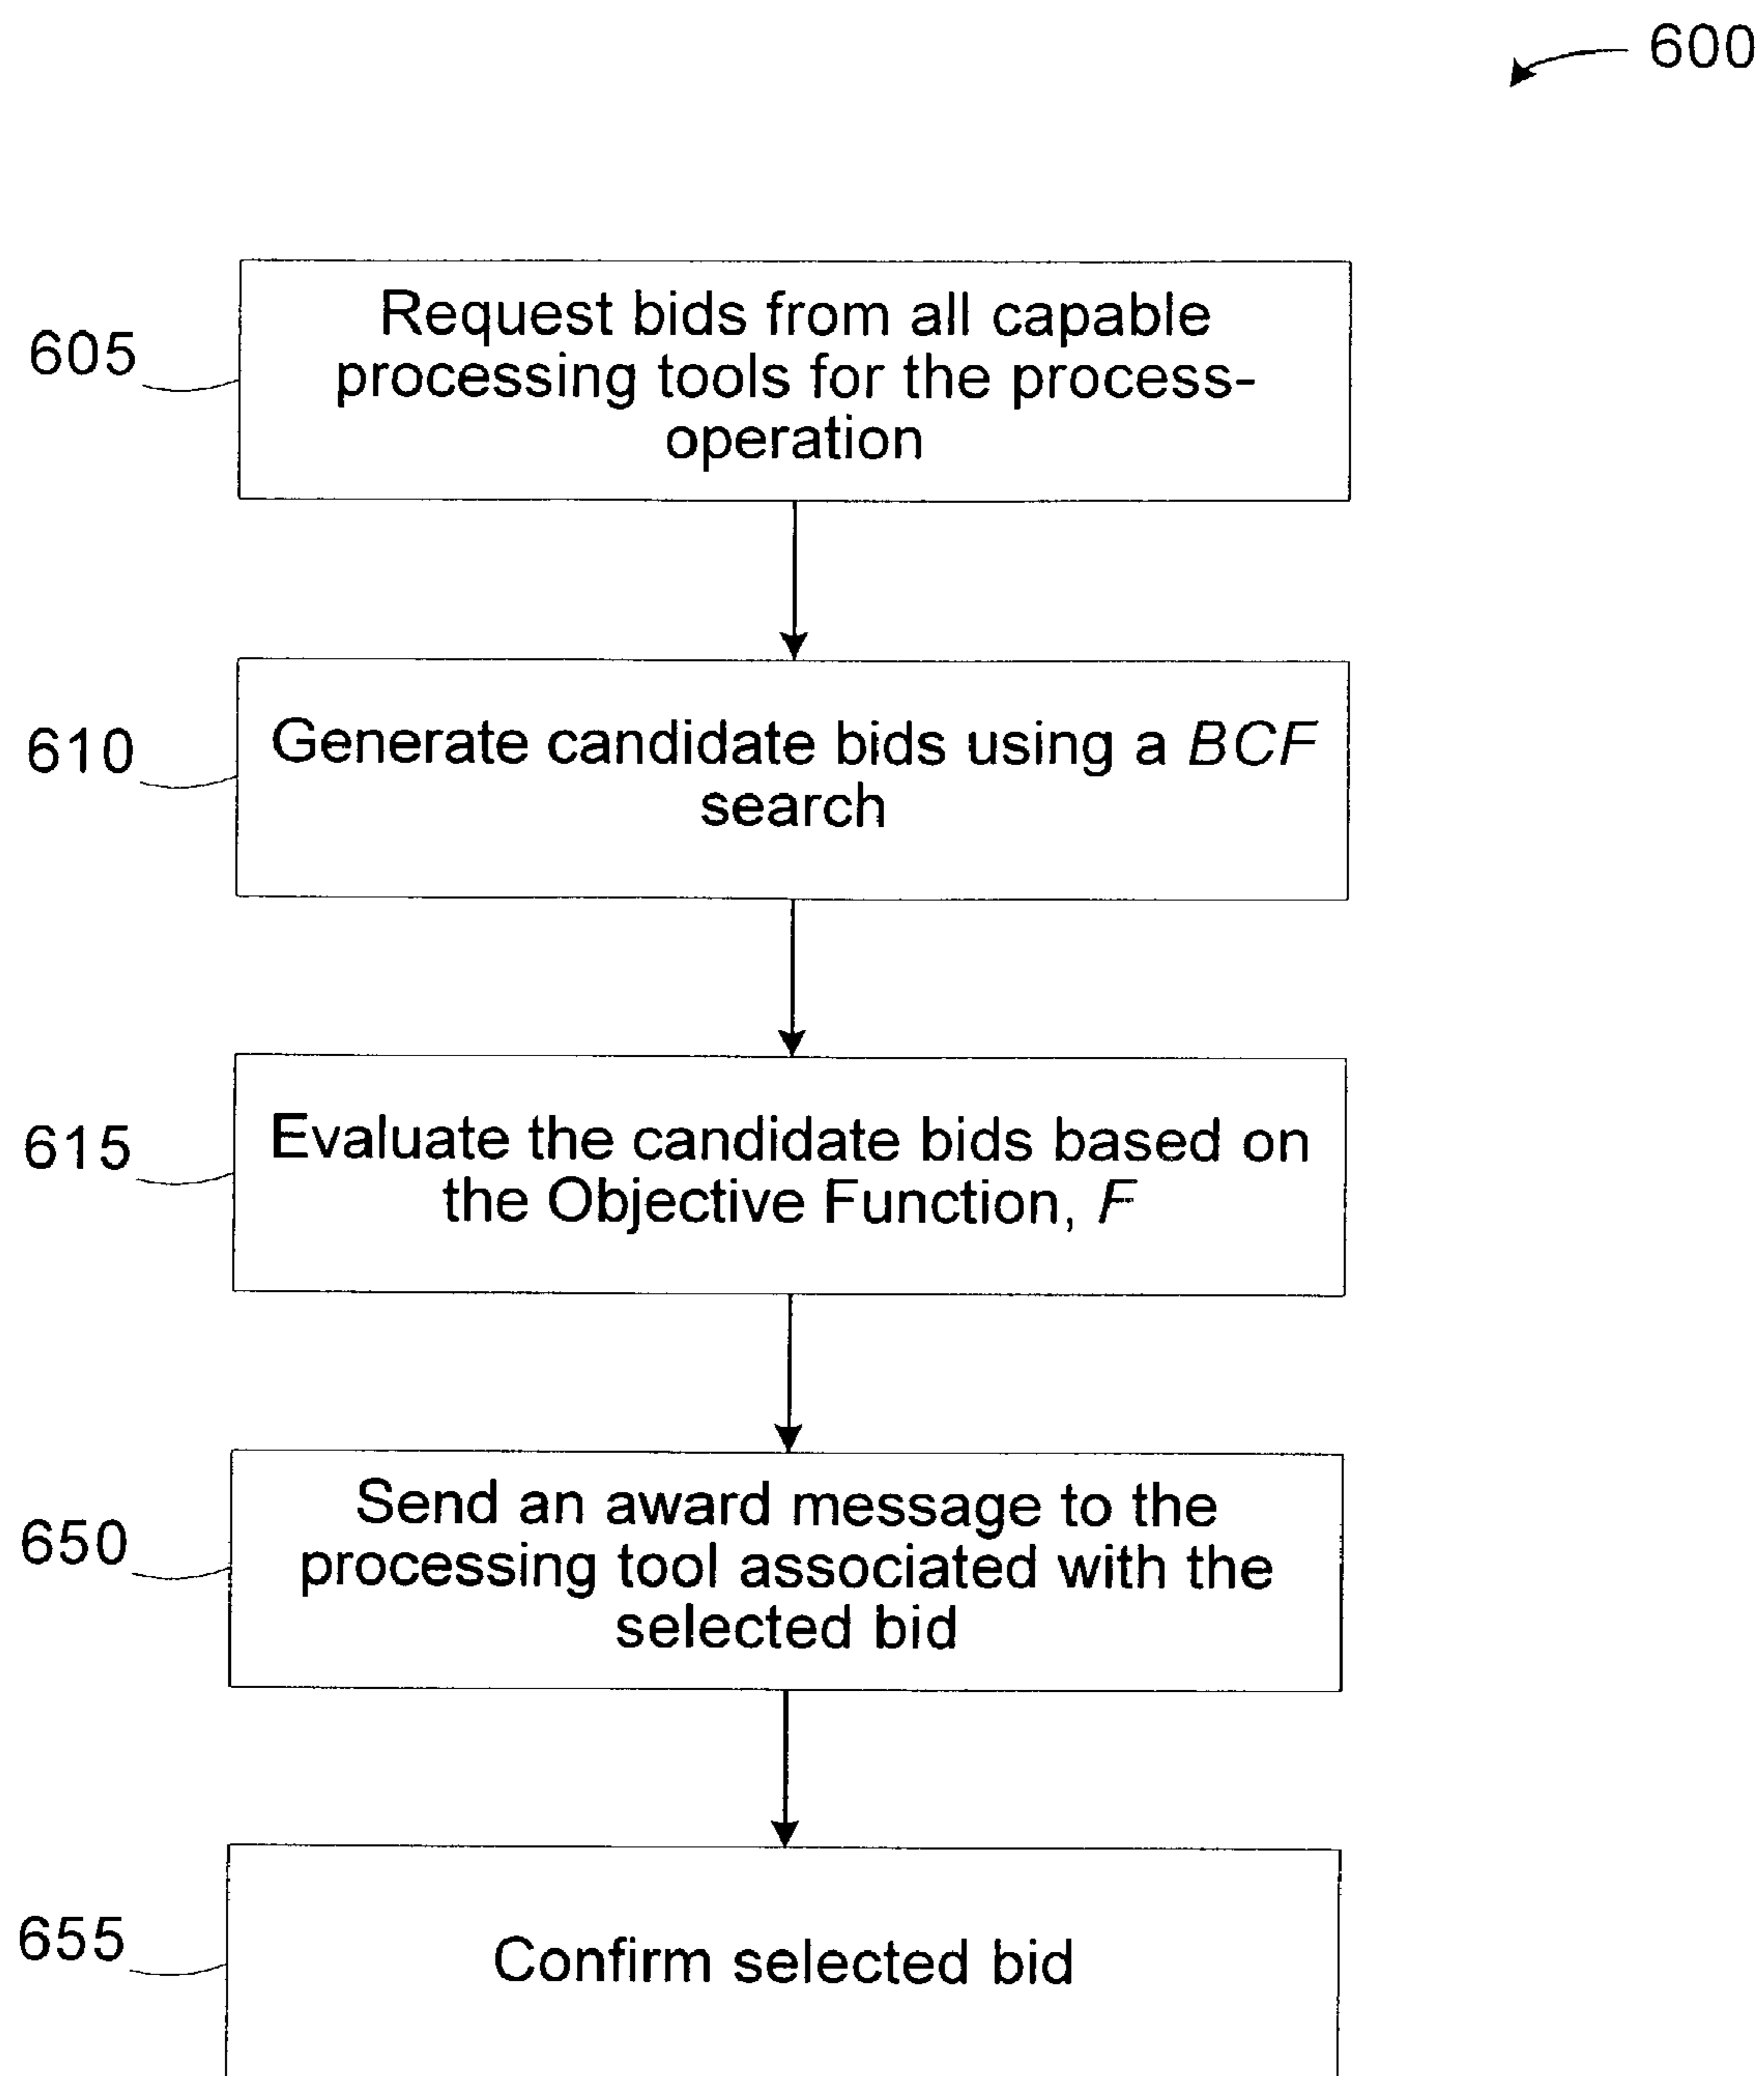 600
605
Request bids from all capable
processing tools for the process-
operation
610
Generate candidate bids using a BCF
search
615
Evaluate the candidate bids based on
the Objective Function, F
650
Send an award message to the
processing tool associated with the
selected bid
655
Confirm selected bid